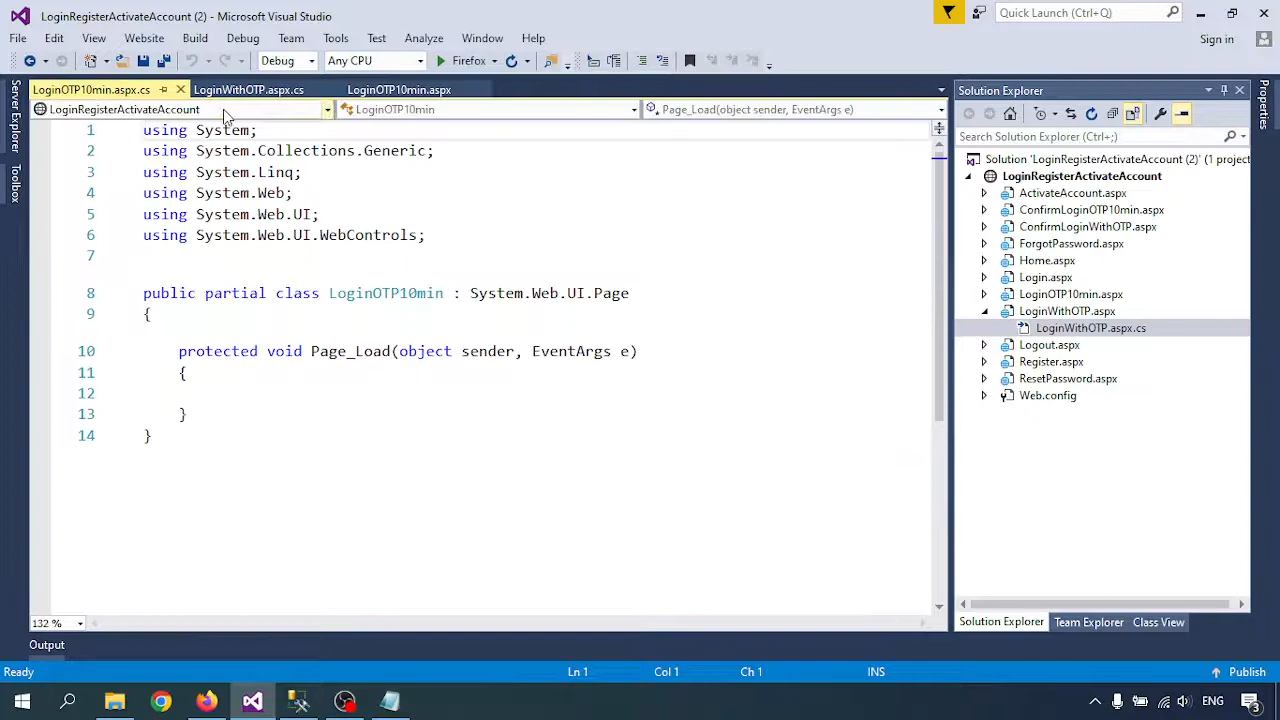 LoginRegisterActivateAccount (2) - Microsoft Visual Studio
Quick Launch (Ctrl+Q)
File Edit View Website Build Debug Team Tools Test Analyze Window Help
Sign in
Debug Any CPU Firefox
LoginOTP10min.aspx.cs LoginWithOTP.aspx.cs LoginOTP10min.aspx
LoginRegisterActivateAccount LoginOTP10min Page_Load(object sender, EventArgs e)
Server Explorer
Toolbox
1 using System;
2 using System.Collections.Generic;
3 using System.Linq;
4 using System.Web;
5 using System.Web.UI;
6 using System.Web.UI.WebControls;
7
8 public partial class LoginOTP10min : System.Web.UI.Page
9 {
10 protected void Page_Load(object sender, EventArgs e)
11 {
12
13 }
14 }
132 %
Solution Explorer
Search Solution Explorer (Ctrl+;)
Solution 'LoginRegisterActivateAccount (2)' (1 project
LoginRegisterActivateAccount
ActivateAccount.aspx
ConfirmLoginOTP10min.aspx
ConfirmLoginWithOTP.aspx
ForgotPassword.aspx
Home.aspx
Login.aspx
LoginOTP10min.aspx
LoginWithOTP.aspx
LoginWithOTP.aspx.cs
Logout.aspx
Register.aspx
ResetPassword.aspx
Web.config
Solution Explorer Team Explorer Class View
Properties
Output
Ready Ln 1 Col 1 Ch 1 INS Publish
ENG
3